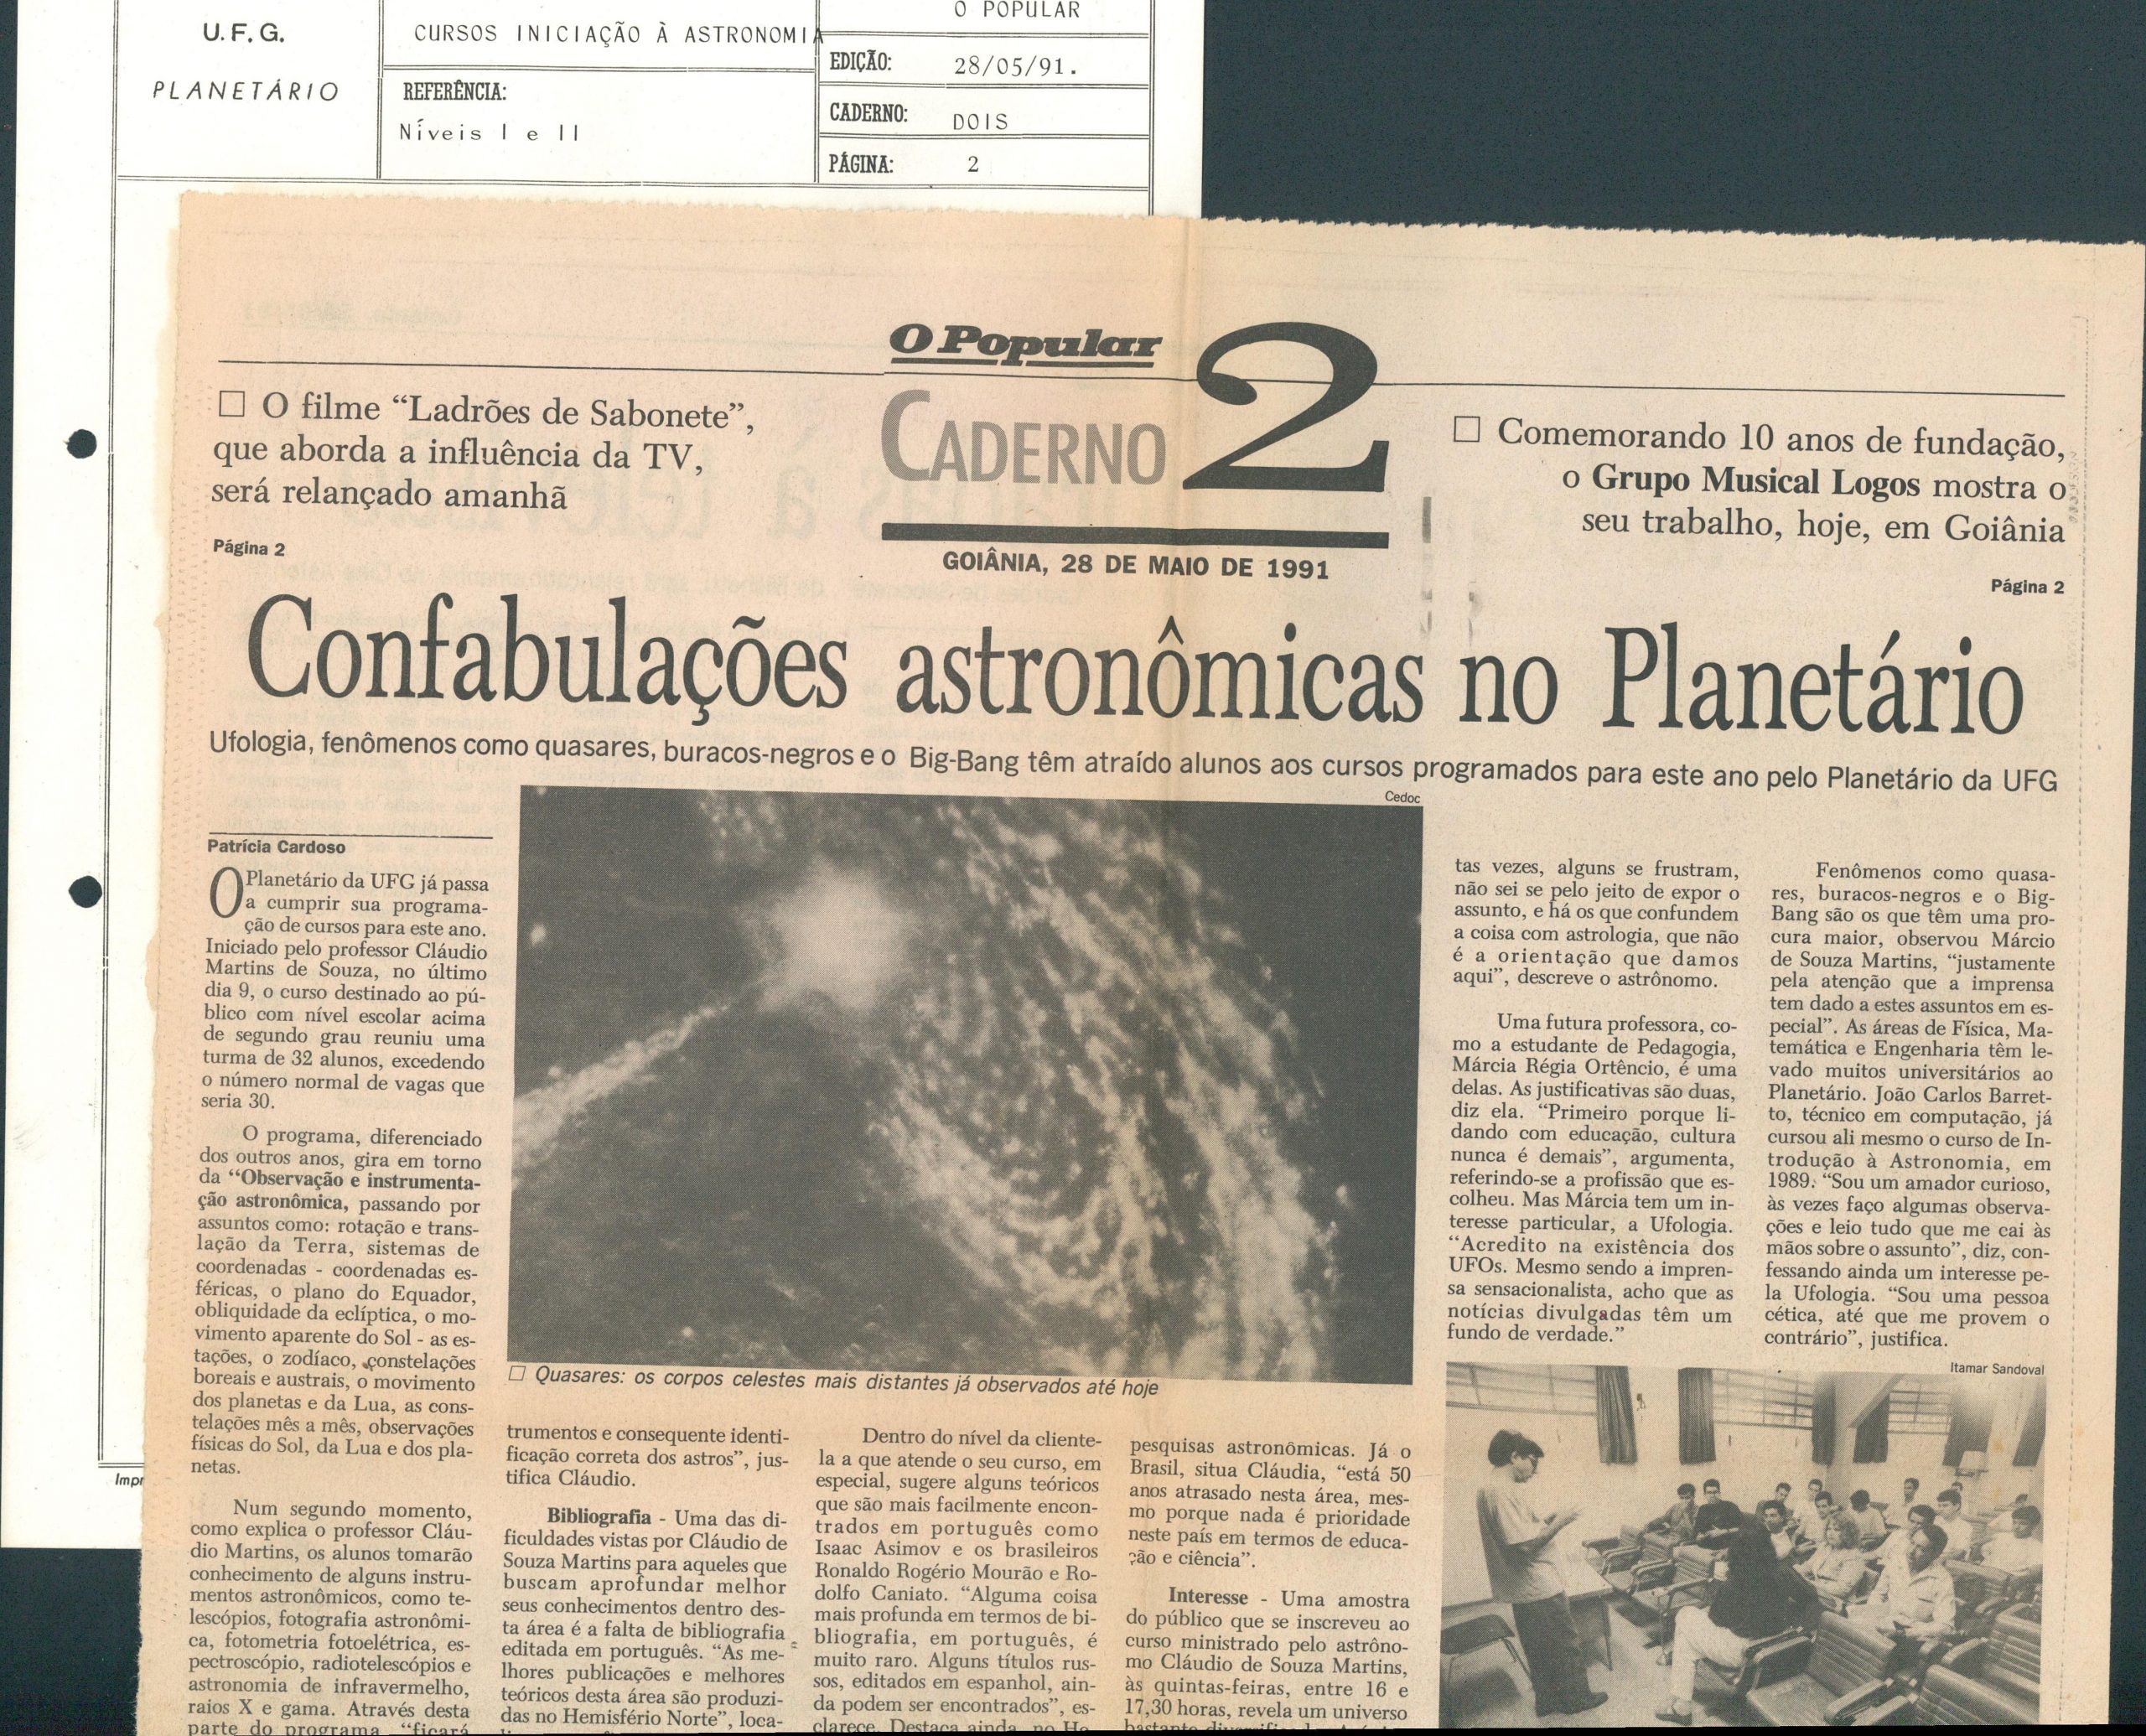 U.F.G.
PLANETÁRIO
CURSOS INICIAÇÃO À ASTRONOMIA
REFERÊNCIA:
Níveis I e II
O POPULAR
EDIÇÃO: 28/05/91.
CADERNO: DOIS
PÁGINA: 2
O Popular
CADERNO 2
GOIÂNIA, 28 DE MAIO DE 1991
□ O filme “Ladrões de Sabonete”,
que aborda a influência da TV,
será relançado amanhã
Página 2
□ Comemorando 10 anos de fundação,
o Grupo Musical Logos mostra o
seu trabalho, hoje, em Goiânia
Página 2
Confabulações astronômicas no Planetário
Ufologia, fenômenos como quasares, buracos-negros e o Big-Bang têm atraído alunos aos cursos programados para este ano pelo Planetário da UFG
Cedoc
□ Quasares: os corpos celestes mais distantes já observados até hoje
Patrícia Cardoso
O Planetário da UFG já passa
a cumprir sua programa-
ção de cursos para este ano.
Iniciado pelo professor Cláudio
Martins de Souza, no último
dia 9, o curso destinado ao pú-
blico com nível escolar acima
de segundo grau reuniu uma
turma de 32 alunos, excedendo
o número normal de vagas que
seria 30.
O programa, diferenciado
dos outros anos, gira em torno
da “Observação e instrumenta-
ção astronômica, passando por
assuntos como: rotação e trans-
lação da Terra, sistemas de
coordenadas - coordenadas es-
féricas, o plano do Equador,
obliquidade da eclíptica, o mo-
vimento aparente do Sol - as es-
tações, o zodíaco, constelações
boreais e austrais, o movimento
dos planetas e da Lua, as cons-
telações mês a mês, observações
físicas do Sol, da Lua e dos pla-
netas.
Num segundo momento,
como explica o professor Cláu-
dio Martins, os alunos tomarão
conhecimento de alguns instru-
mentos astronômicos, como te-
lescópios, fotografia astronômi-
ca, fotometria fotoelétrica, es-
pectroscópio, radiotelescópios e
astronomia de infravermelho,
raios X e gama. Através desta
parte do programa, “ficará
trumentos e consequente identi-
ficação correta dos astros”, jus-
tifica Cláudio.
Bibliografia - Uma das di-
ficuldades vistas por Cláudio de
Souza Martins para aqueles que
buscam aprofundar melhor
seus conhecimentos dentro des-
ta área é a falta de bibliografia
editada em português. “As me-
lhores publicações e melhores
teóricos desta área são produzi-
das no Hemisfério Norte”, loca-
Dentro do nível da cliente-
la a que atende o seu curso, em
especial, sugere alguns teóricos
que são mais facilmente encon-
trados em português como
Isaac Asimov e os brasileiros
Ronaldo Rogério Mourão e Ro-
dolfo Caniato. “Alguma coisa
mais profunda em termos de bi-
bliografia, em português, é
muito raro. Alguns títulos rus-
sos, editados em espanhol, ain-
da podem ser encontrados”, es-
clarece. Destaca ainda, no He-
pesquisas astronômicas. Já o
Brasil, situa Cláudia, “está 50
anos atrasado nesta área, mes-
mo porque nada é prioridade
neste país em termos de educa-
ção e ciência”.
Interesse - Uma amostra
do público que se inscreveu ao
curso ministrado pelo astrôno-
mo Cláudio de Souza Martins,
às quintas-feiras, entre 16 e
17,30 horas, revela um universo
tas vezes, alguns se frustram,
não sei se pelo jeito de expor o
assunto, e há os que confundem
a coisa com astrologia, que não
é a orientação que damos
aqui”, descreve o astrônomo.
Uma futura professora, co-
mo a estudante de Pedagogia,
Márcia Régia Ortêncio, é uma
delas. As justificativas são duas,
diz ela. “Primeiro porque li-
dando com educação, cultura
nunca é demais”, argumenta,
referindo-se a profissão que es-
colheu. Mas Márcia tem um in-
teresse particular, a Ufologia.
“Acredito na existência dos
UFOs. Mesmo sendo a impren-
sa sensacionalista, acho que as
notícias divulgadas têm um
fundo de verdade.”
Fenômenos como quasa-
res, buracos-negros e o Big-
Bang são os que têm uma pro-
cura maior, observou Márcio
de Souza Martins, “justamente
pela atenção que a imprensa
tem dado a estes assuntos em es-
pecial”. As áreas de Física, Ma-
temática e Engenharia têm le-
vado muitos universitários ao
Planetário. João Carlos Barret-
to, técnico em computação, já
cursou ali mesmo o curso de In-
trodução à Astronomia, em
1989. “Sou um amador curioso,
às vezes faço algumas observa-
ções e leio tudo que me cai às
mãos sobre o assunto”, diz, con-
fessando ainda um interesse pe-
la Ufologia. “Sou uma pessoa
cética, até que me provem o
contrário”, justifica.
Itamar Sandoval
Impr